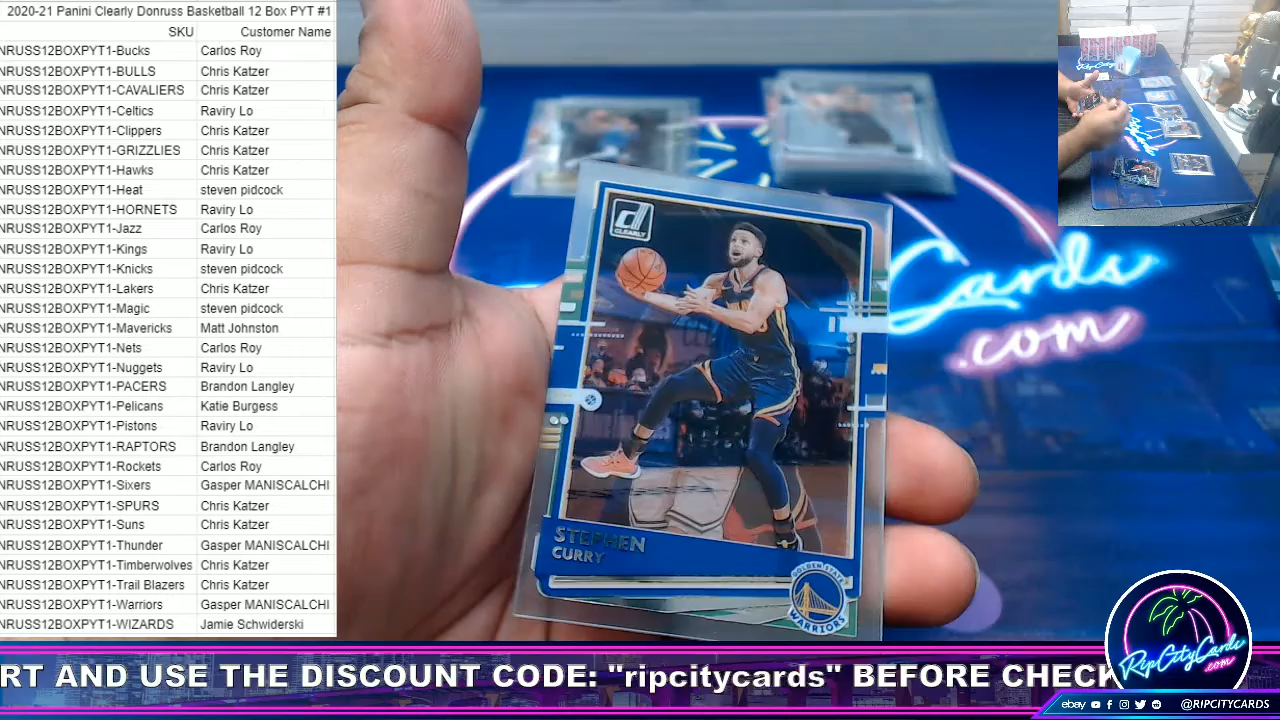 2020-21 Panini Clearly Donruss Basketball 12 Box PYT #1
SKU Customer Name
NRUSS12BOXPYT1-Bucks Carlos Roy
NRUSS12BOXPYT1-BULLS Chris Katzer
NRUSS12BOXPYT1-CAVALIERS Chris Katzer
NRUSS12BOXPYT1-Celtics Raviry Lo
NRUSS12BOXPYT1-Clippers Chris Katzer
NRUSS12BOXPYT1-GRIZZLIES Chris Katzer
NRUSS12BOXPYT1-Hawks Chris Katzer
NRUSS12BOXPYT1-Heat steven pidcock
NRUSS12BOXPYT1-HORNETS Raviry Lo
NRUSS12BOXPYT1-Jazz Carlos Roy
NRUSS12BOXPYT1-Kings Raviry Lo
NRUSS12BOXPYT1-Knicks steven pidcock
NRUSS12BOXPYT1-Lakers Chris Katzer
NRUSS12BOXPYT1-Magic steven pidcock
NRUSS12BOXPYT1-Mavericks Matt Johnston
NRUSS12BOXPYT1-Nets Carlos Roy
NRUSS12BOXPYT1-Nuggets Raviry Lo
NRUSS12BOXPYT1-PACERS Brandon Langley
NRUSS12BOXPYT1-Pelicans Katie Burgess
NRUSS12BOXPYT1-Pistons Raviry Lo
NRUSS12BOXPYT1-RAPTORS Brandon Langley
NRUSS12BOXPYT1-Rockets Carlos Roy
NRUSS12BOXPYT1-Sixers Gasper MANISCALCHI
NRUSS12BOXPYT1-SPURS Chris Katzer
NRUSS12BOXPYT1-Suns Chris Katzer
NRUSS12BOXPYT1-Thunder Gasper MANISCALCHI
NRUSS12BOXPYT1-Timberwolves Chris Katzer
NRUSS12BOXPYT1-Trail Blazers Chris Katzer
NRUSS12BOXPYT1-Warriors Gasper MANISCALCHI
NRUSS12BOXPYT1-WIZARDS Jamie Schwiderski
d
CLEARLY
STEPHEN
CURRY
GOLDEN STATE
WARRIORS
Cards
.com
RipCityCards
.com
RT AND USE THE DISCOUNT CODE: "ripcitycards" BEFORE CHECK
ebay @RIPCITYCARDS